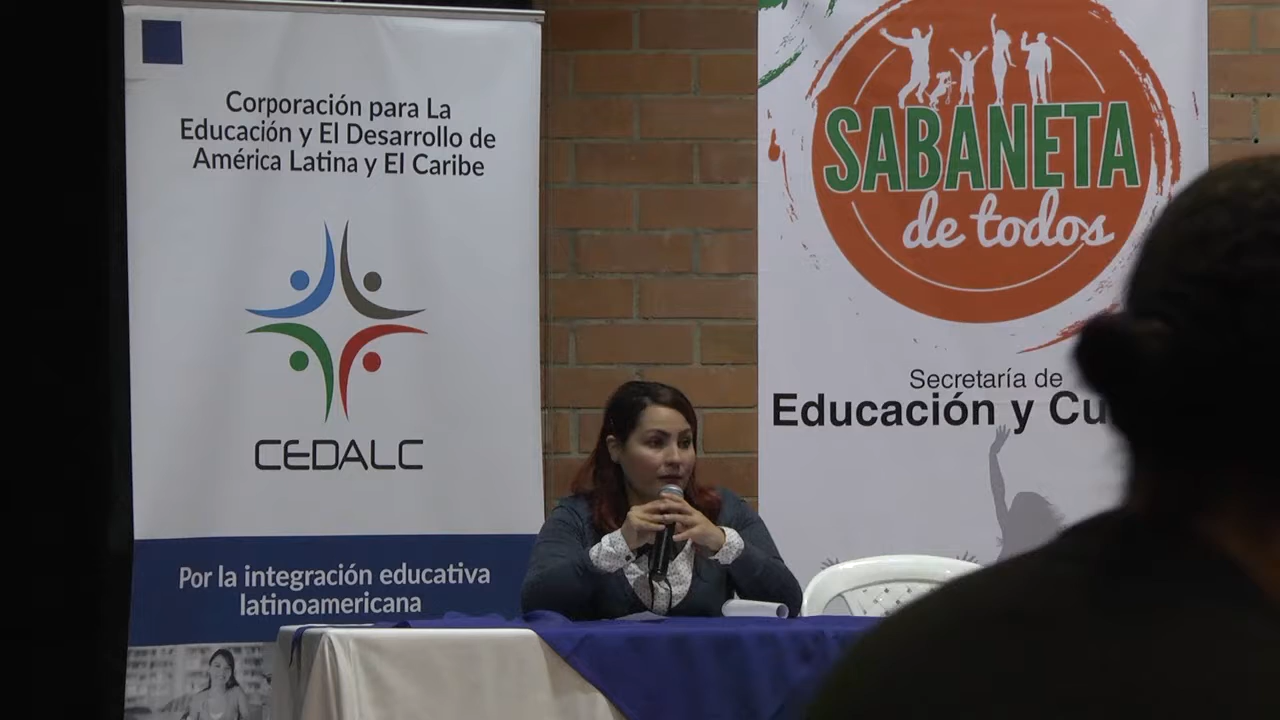 Corporación para La
Educación y El Desarrollo de
América Latina y El Caribe
CEDALC
Por la integración educativa
latinoamericana
SABANETA
de todos
Secretaría de
Educación y